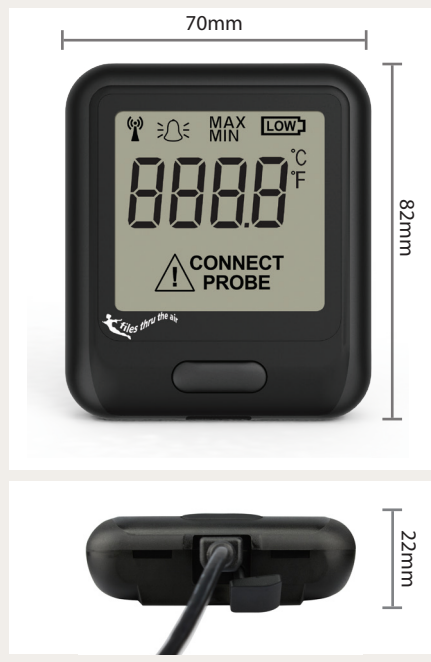 70mm
MAX
MIN
LOW
888.8
°C
°F
CONNECT
PROBE
files thru the air
82mm
22mm